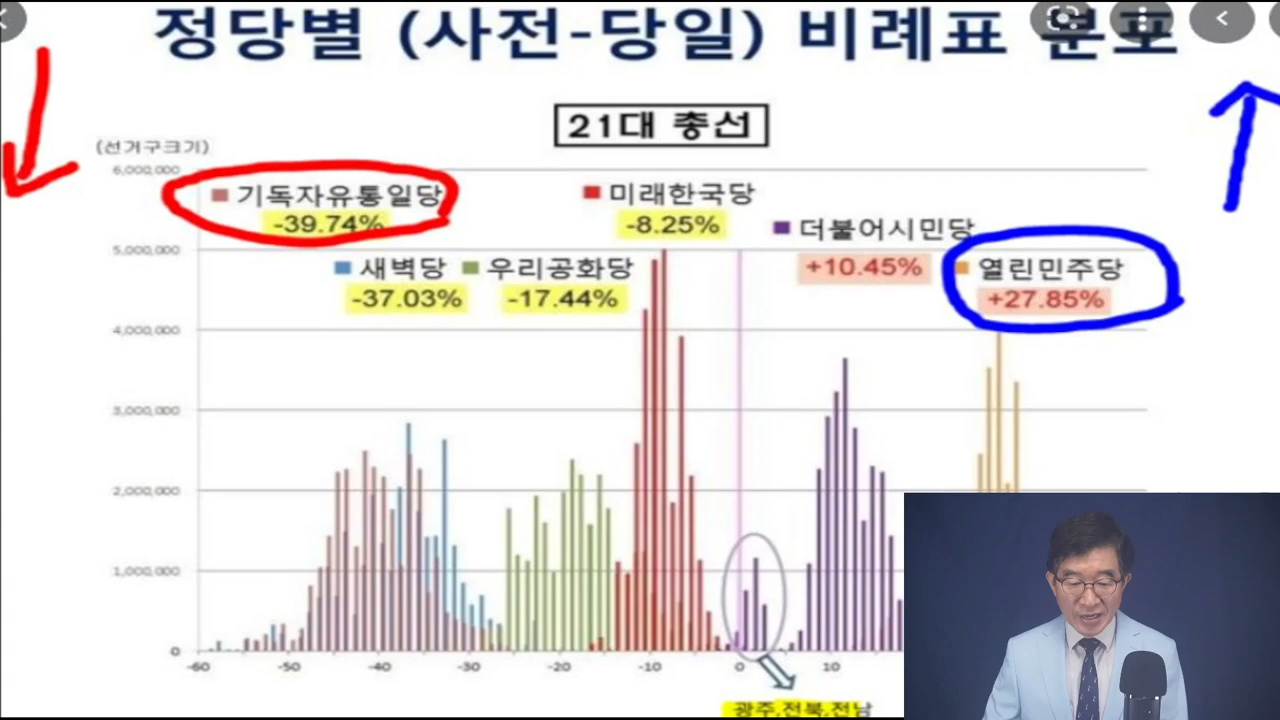 정당별 (사전-당일) 비례표 분포
21대 총선
(선거구크기)
6,000,000
기독자유통일당
-39.74%
미래한국당
-8.25%
더불어시민당
+10.45%
5,000,000
새벽당
-37.03%
우리공화당
-17.44%
열린민주당
+27.85%
4,000,000
3,000,000
2,000,000
1,000,000
0
-60 -50 -40 -30 -20 -10 0 10
광주,전북,전남